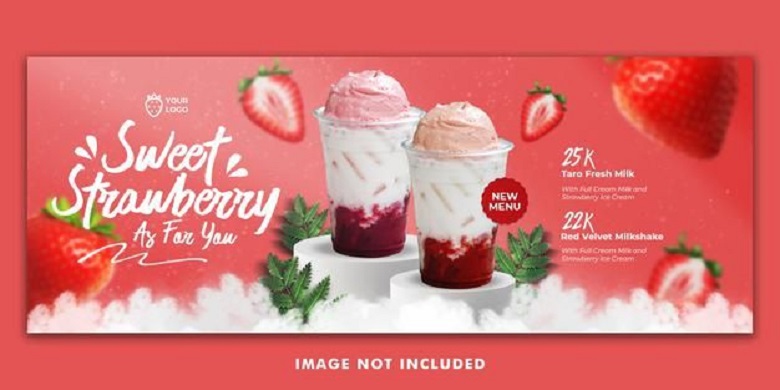 YOUR
LOGO
Sweet
Strawberry
As For You
NEW
MENU
25K
Taro Fresh Milk
With Full Cream Milk and
Strawberry Ice Cream
22K
Red Velvet Milkshake
With Full Cream Milk and
Strawberry Ice Cream
IMAGE NOT INCLUDED